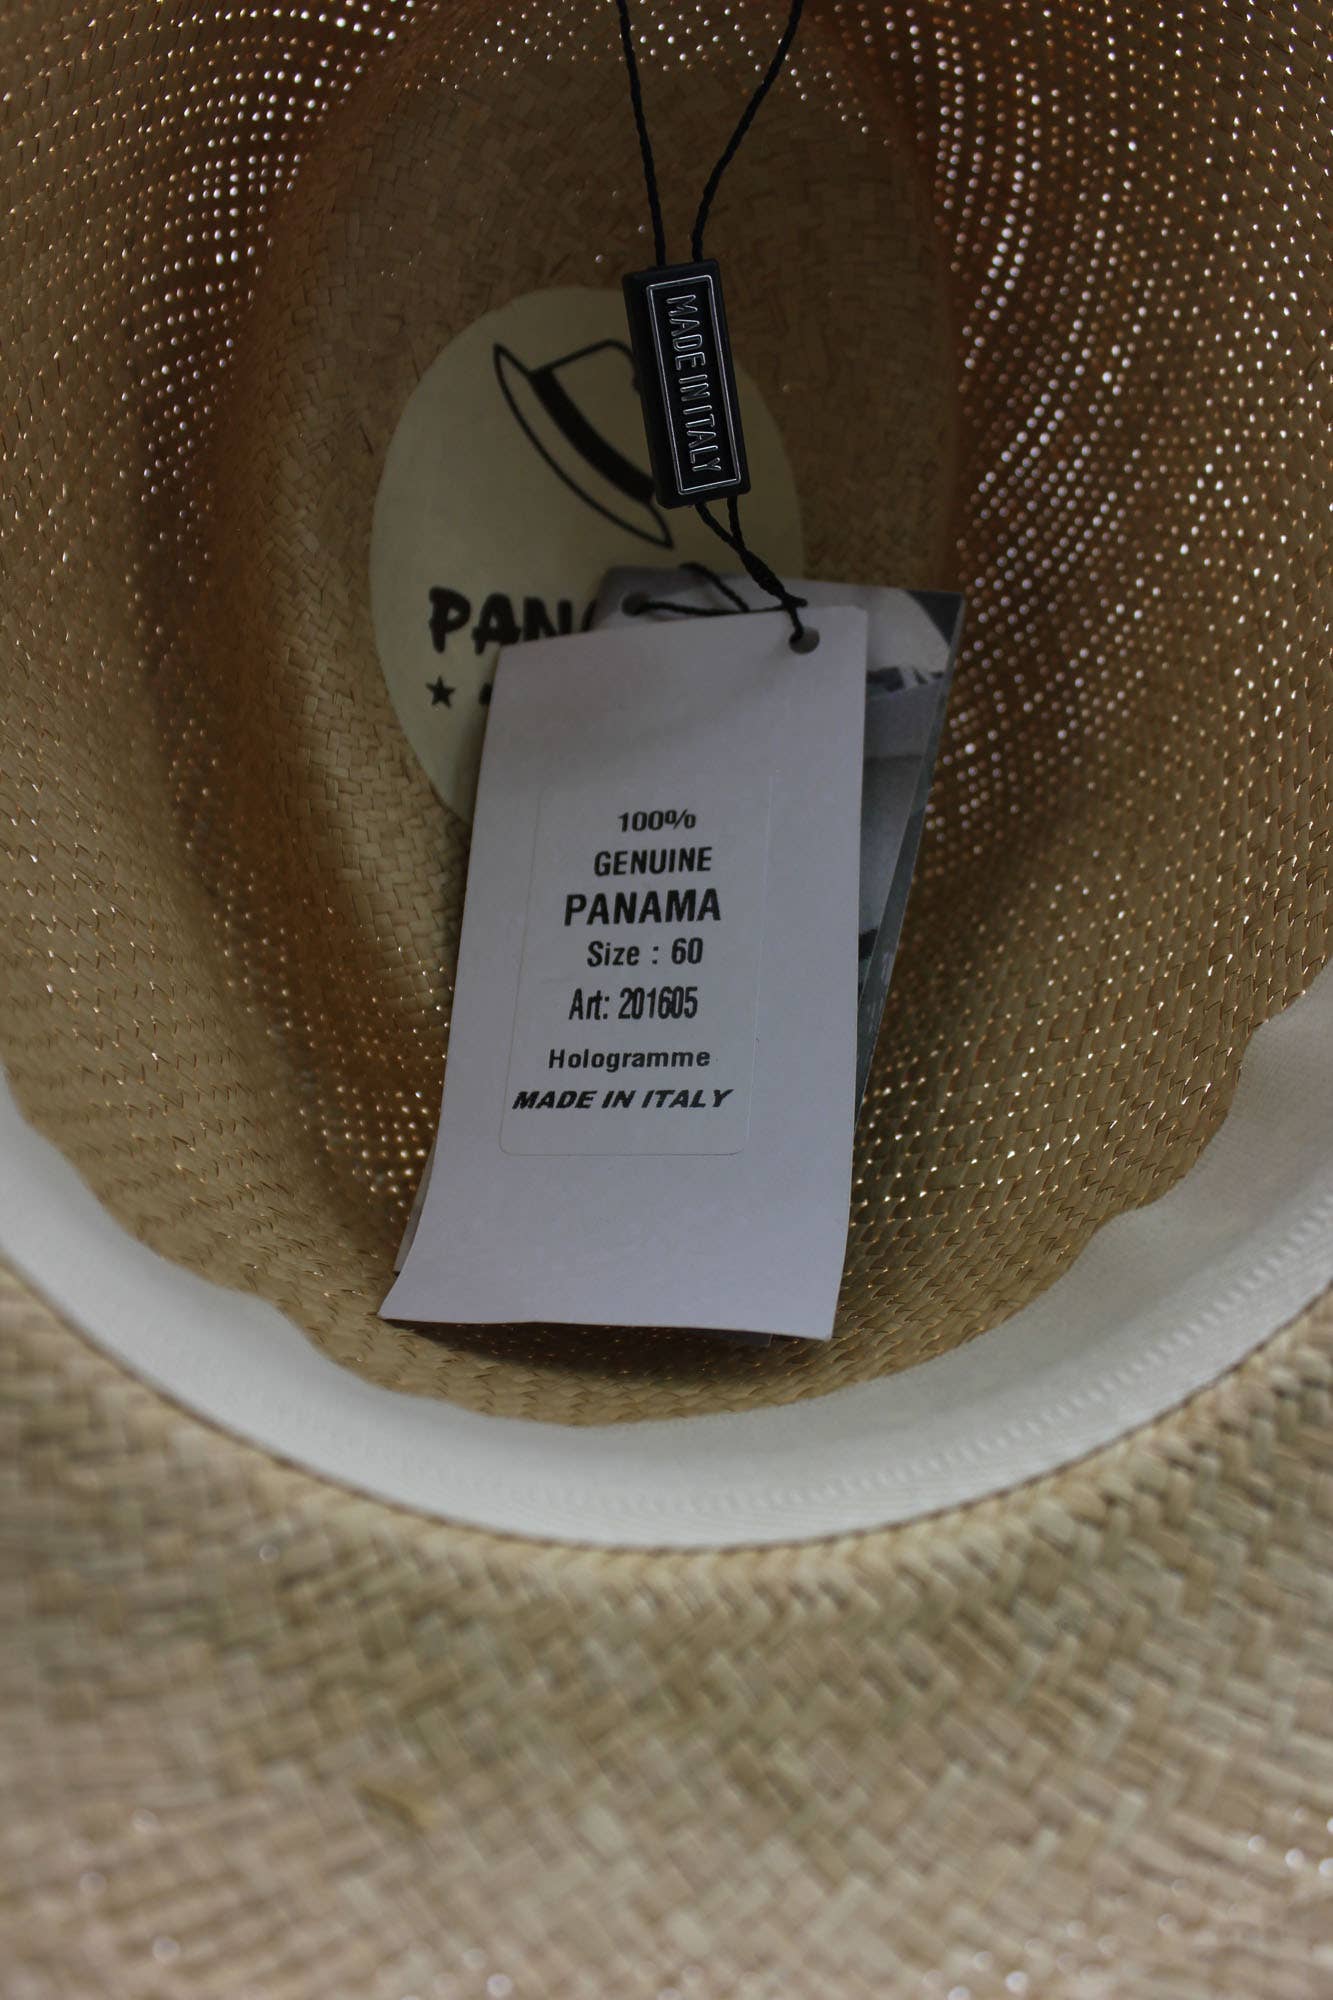 MADE IN ITALY
100%
GENUINE
PANAMA
Size : 60
Art: 201605
Hologramme
MADE IN ITALY